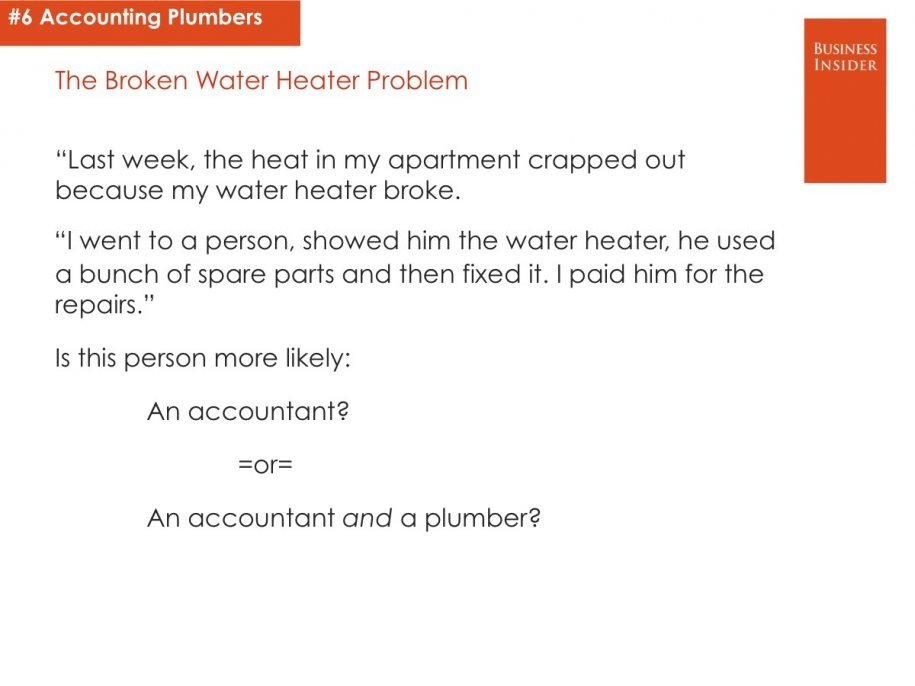 #6 Accounting Plumbers
BUSINESS
INSIDER
The Broken Water Heater Problem
“Last week, the heat in my apartment crapped out
because my water heater broke.
“I went to a person, showed him the water heater, he used
a bunch of spare parts and then fixed it. I paid him for the
repairs.”
Is this person more likely:
An accountant?
=or=
An accountant and a plumber?